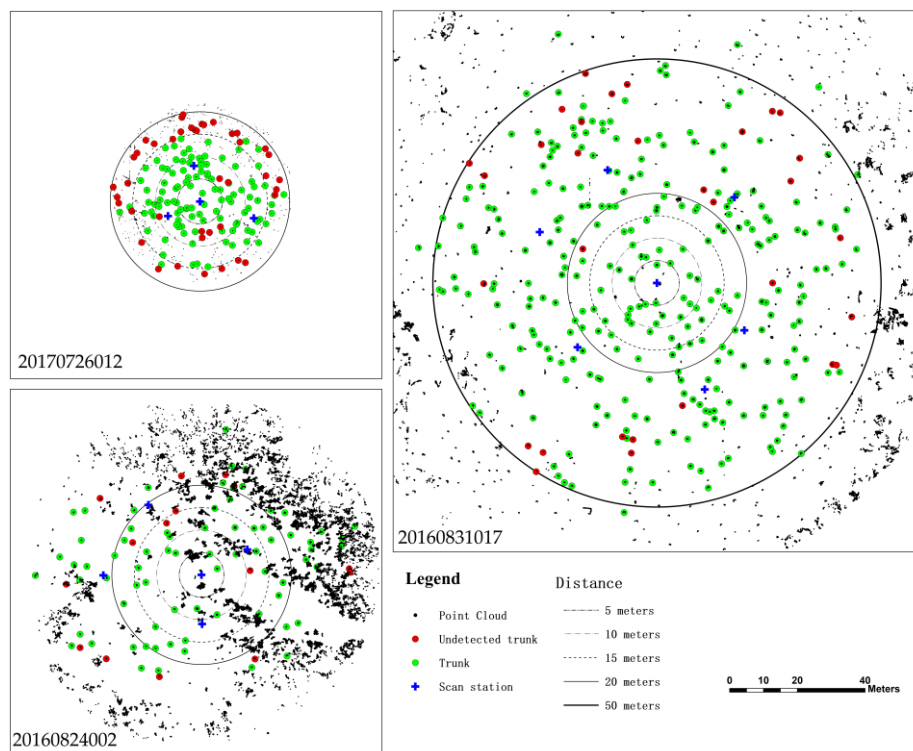 20170726012
20160824002
20160831017
Legend
Point Cloud
Undetected trunk
Trunk
Scan station
Distance
5 meters
10 meters
15 meters
20 meters
50 meters
0 5 10 20 40
Meters